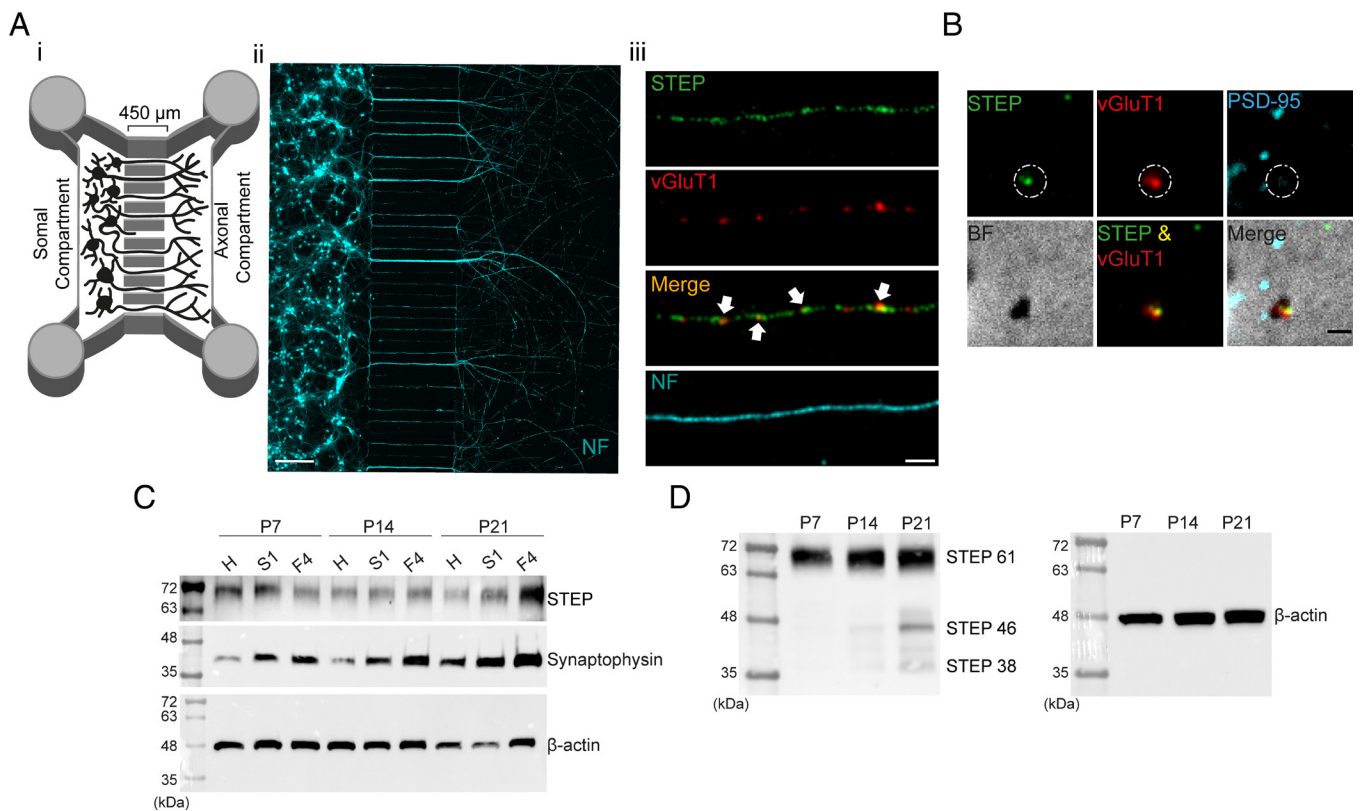 A
i
450 µm
Somal
Compartment
Axonal
Compartment
ii
NF
iii
STEP
vGluT1
Merge
NF
B
STEP
vGluT1
PSD-95
BF
STEP &
vGluT1
Merge
C
P7 P14 P21
H S1 F4 H S1 F4 H S1 F4
72
63
STEP
48
35
Synaptophysin
72
63
48
35
β-actin
(kDa)
D
P7 P14 P21
72
63
48
35
STEP 61
STEP 46
STEP 38
(kDa)
P7 P14 P21
72
63
48
35
β-actin
(kDa)